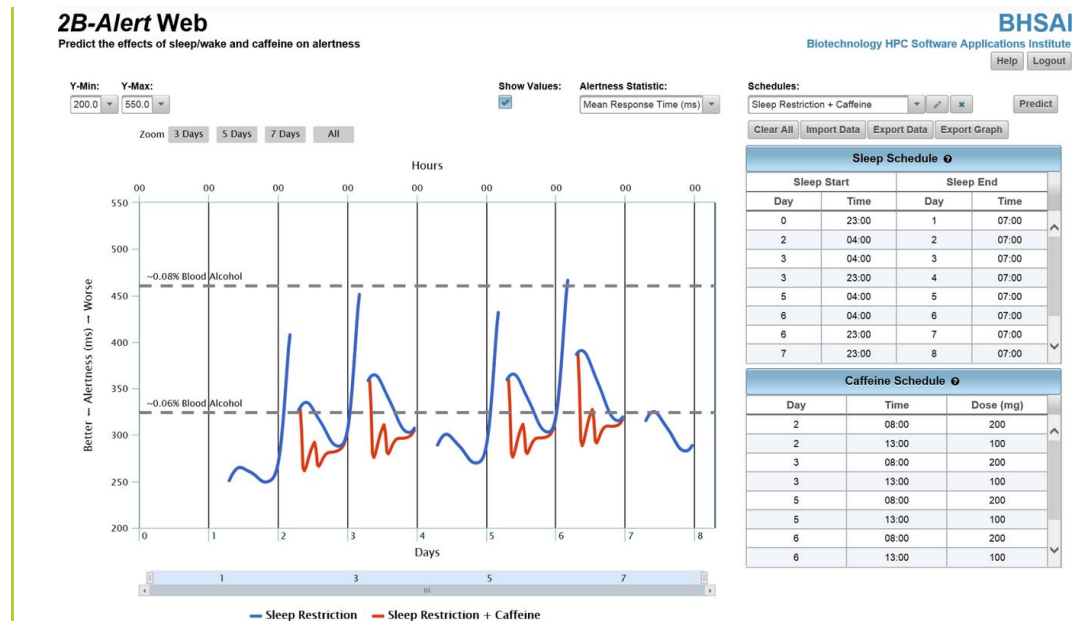 2B-Alert Web
BHSAI
Predict the effects of sleep/wake and caffeine on alertness
Biotechnology HPC Software Applications Institute
Help Logout
Y-Min: Y-Max:
200.0 550.0
Show Values: Alertness Statistic:
Mean Response Time (ms)
Schedules:
Sleep Restriction + Caffeine Predict
Clear All Import Data Export Data Export Graph
Zoom 3 Days 5 Days 7 Days All
Hours
00 00 00 00 00 00 00 00 00
550
500
450
400
350
300
250
200
~0.08% Blood Alcohol
~0.06% Blood Alcohol
Better ← Alertness (ms) → Worse
0 1 2 3 4 5 6 7 8
Days
1 3 5 7
Sleep Restriction Sleep Restriction + Caffeine
Sleep Schedule ?
Sleep Start Sleep End
Day Time Day Time
0 23:00 1 07:00
2 04:00 2 07:00
3 04:00 3 07:00
3 23:00 4 07:00
5 04:00 5 07:00
6 04:00 6 07:00
6 23:00 7 07:00
7 23:00 8 07:00
Caffeine Schedule ?
Day Time Dose (mg)
2 08:00 200
2 13:00 100
3 08:00 200
3 13:00 100
5 08:00 200
5 13:00 100
6 08:00 200
6 13:00 100